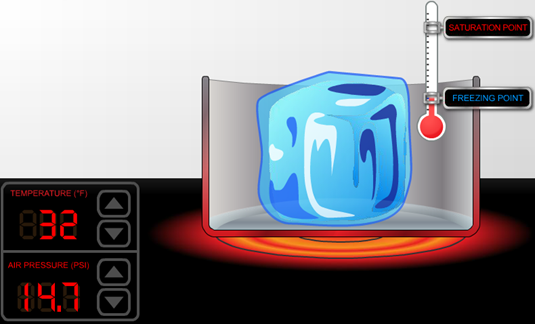 SATURATION POINT
FREEZING POINT
TEMPERATURE (°F)
32
AIR PRESSURE (PSI)
14.7